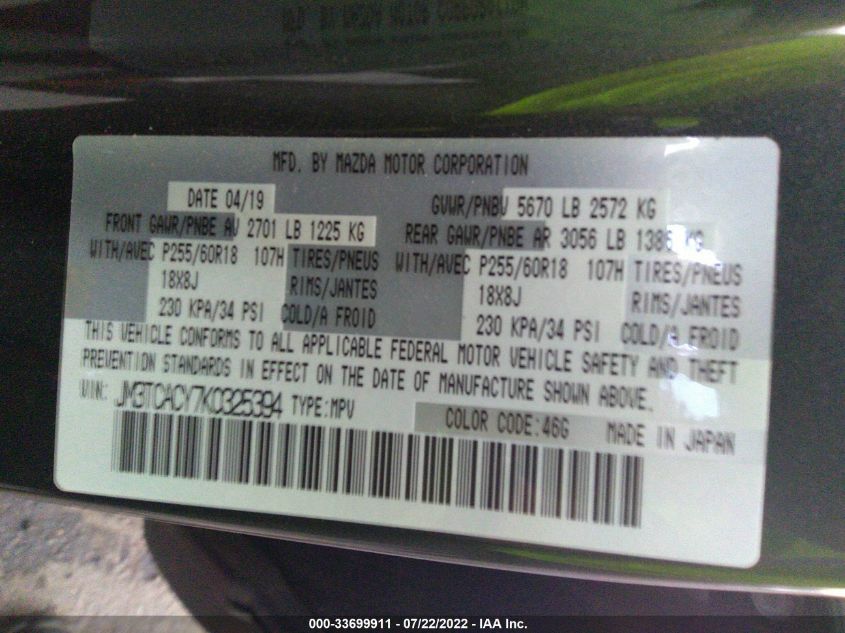 MFD. BY MAZDA MOTOR CORPORATION
DATE 04/19 GVWR/PNBV 5670 LB 2572 KG
FRONT GAWR/PNBE AV 2701 LB 1225 KG REAR GAWR/PNBE AR 3056 LB 1386 KG
WITH/AVEC P255/60R18 107H TIRES/PNEUS WITH/AVEC P255/60R18 107H TIRES/PNEUS
18X8J RIMS/JANTES 18X8J RIMS/JANTES
230 KPA/34 PSI COLD/A FROID 230 KPA/34 PSI COLD/A FROID
THIS VEHICLE CONFORMS TO ALL APPLICABLE FEDERAL MOTOR VEHICLE SAFETY AND THEFT
PREVENTION STANDARDS IN EFFECT ON THE DATE OF MANUFACTURE SHOWN ABOVE.
VIN: JM3TCACY7K0325394 TYPE:MPV COLOR CODE:46G MADE IN JAPAN
000-33699911 - 07/22/2022 - IAA Inc.